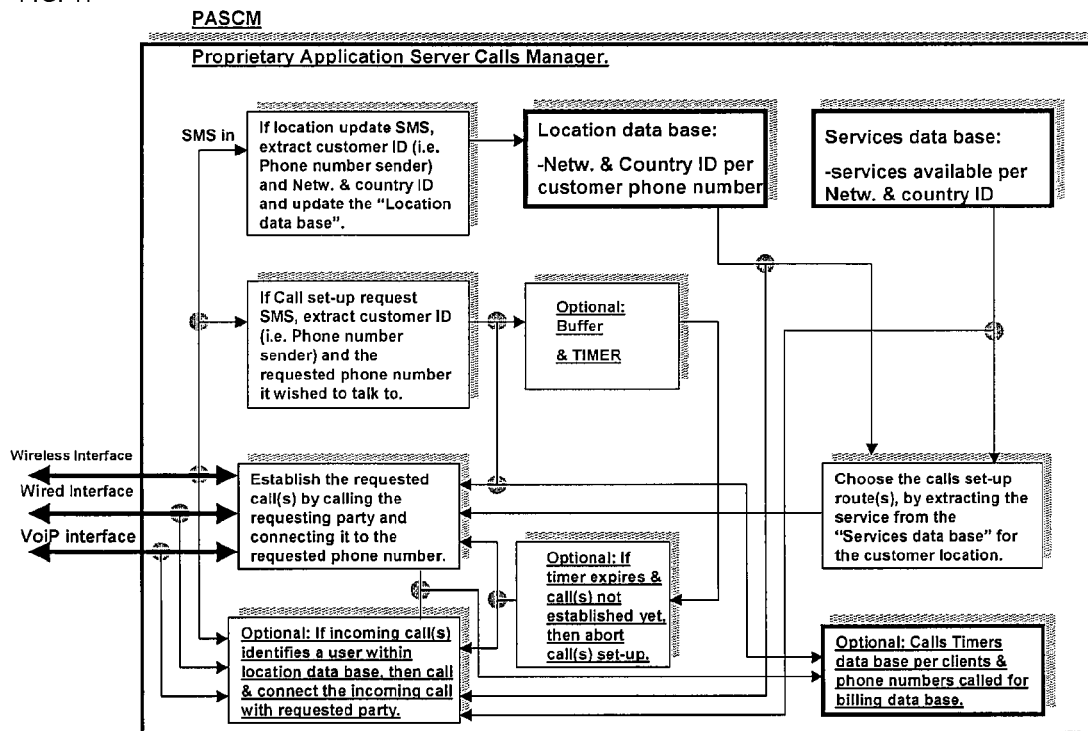 PASCM
Proprietary Application Server Calls Manager.
SMS in
If location update SMS,
extract customer ID (i.e.
Phone number sender)
and Netw. & country ID
and update the “Location
data base”.
Location data base:
-Netw. & Country ID per
customer phone number
Services data base:
-services available per
Netw. & country ID
If Call set-up request
SMS, extract customer ID
(i.e. Phone number
sender) and the
requested phone number
it wished to talk to.
Optional:
Buffer
& TIMER
Wireless Interface
Wired Interface
VoiP interface
Establish the requested
call(s) by calling the
requesting party and
connecting it to the
requested phone number.
Choose the calls set-up
route(s), by extracting the
service from the
“Services data base” for
the customer location.
Optional: If
timer expires &
call(s) not
established yet,
then abort
call(s) set-up.
Optional: If incoming call(s)
identifies a user within
location data base, then call
& connect the incoming call
with requested party.
Optional: Calls Timers
data base per clients &
phone numbers called for
billing data base.